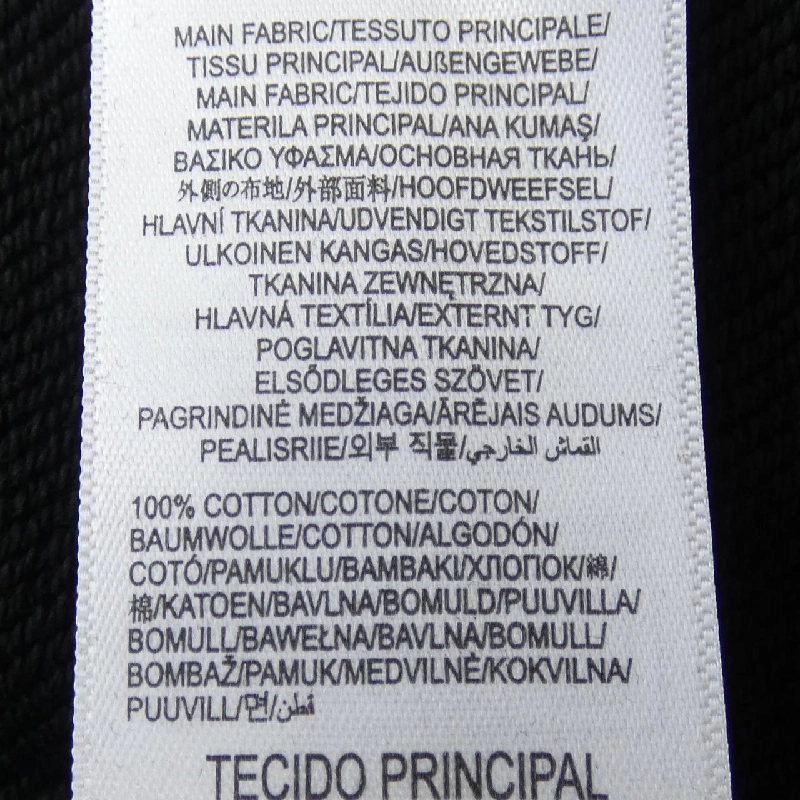 MAIN FABRIC/TESSUTO PRINCIPALE/
TISSU PRINCIPAL/AUßENGEWEBE/
MAIN FABRIC/TEJIDO PRINCIPAL/
MATERILA PRINCIPAL/ANA KUMAŞ/
ΒΑΣΙΚΟ ΥΦΑΣΜΑ/ОСНОВНАЯ ТКАНЬ/
外側の布地/外部面料/HOOFDWEEFSEL/
HLAVNÍ TKANINA/UDVENDIGT TEKSTILSTOF/
ULKOINEN KANGAS/HOVEDSTOFF/
TKANINA ZEWNĘTRZNA/
HLAVNÁ TEXTÍLIA/EXTERNT TYG/
POGLAVITNA TKANINA/
ELSŐDLEGES SZÖVET/
PAGRINDINĖ MEDŽIAGA/ĀRĒJAIS AUDUMS/
PEALISRIIE/외부 직물/القماش الخارجي
100% COTTON/COTONE/COTON/
BAUMWOLLE/COTTON/ALGODÓN/
COTÓ/PAMUKLU/BAMBAKI/ХЛОПОК/綿/
棉/KATOEN/BAVLNA/BOMULD/PUUVILLA/
BOMULL/BAWEŁNA/BAVLNA/BOMULL/
BOMBAŽ/PAMUK/MEDVILNĖ/KOKVILNA/
PUUVILL/면/قطن
TECIDO PRINCIPAL